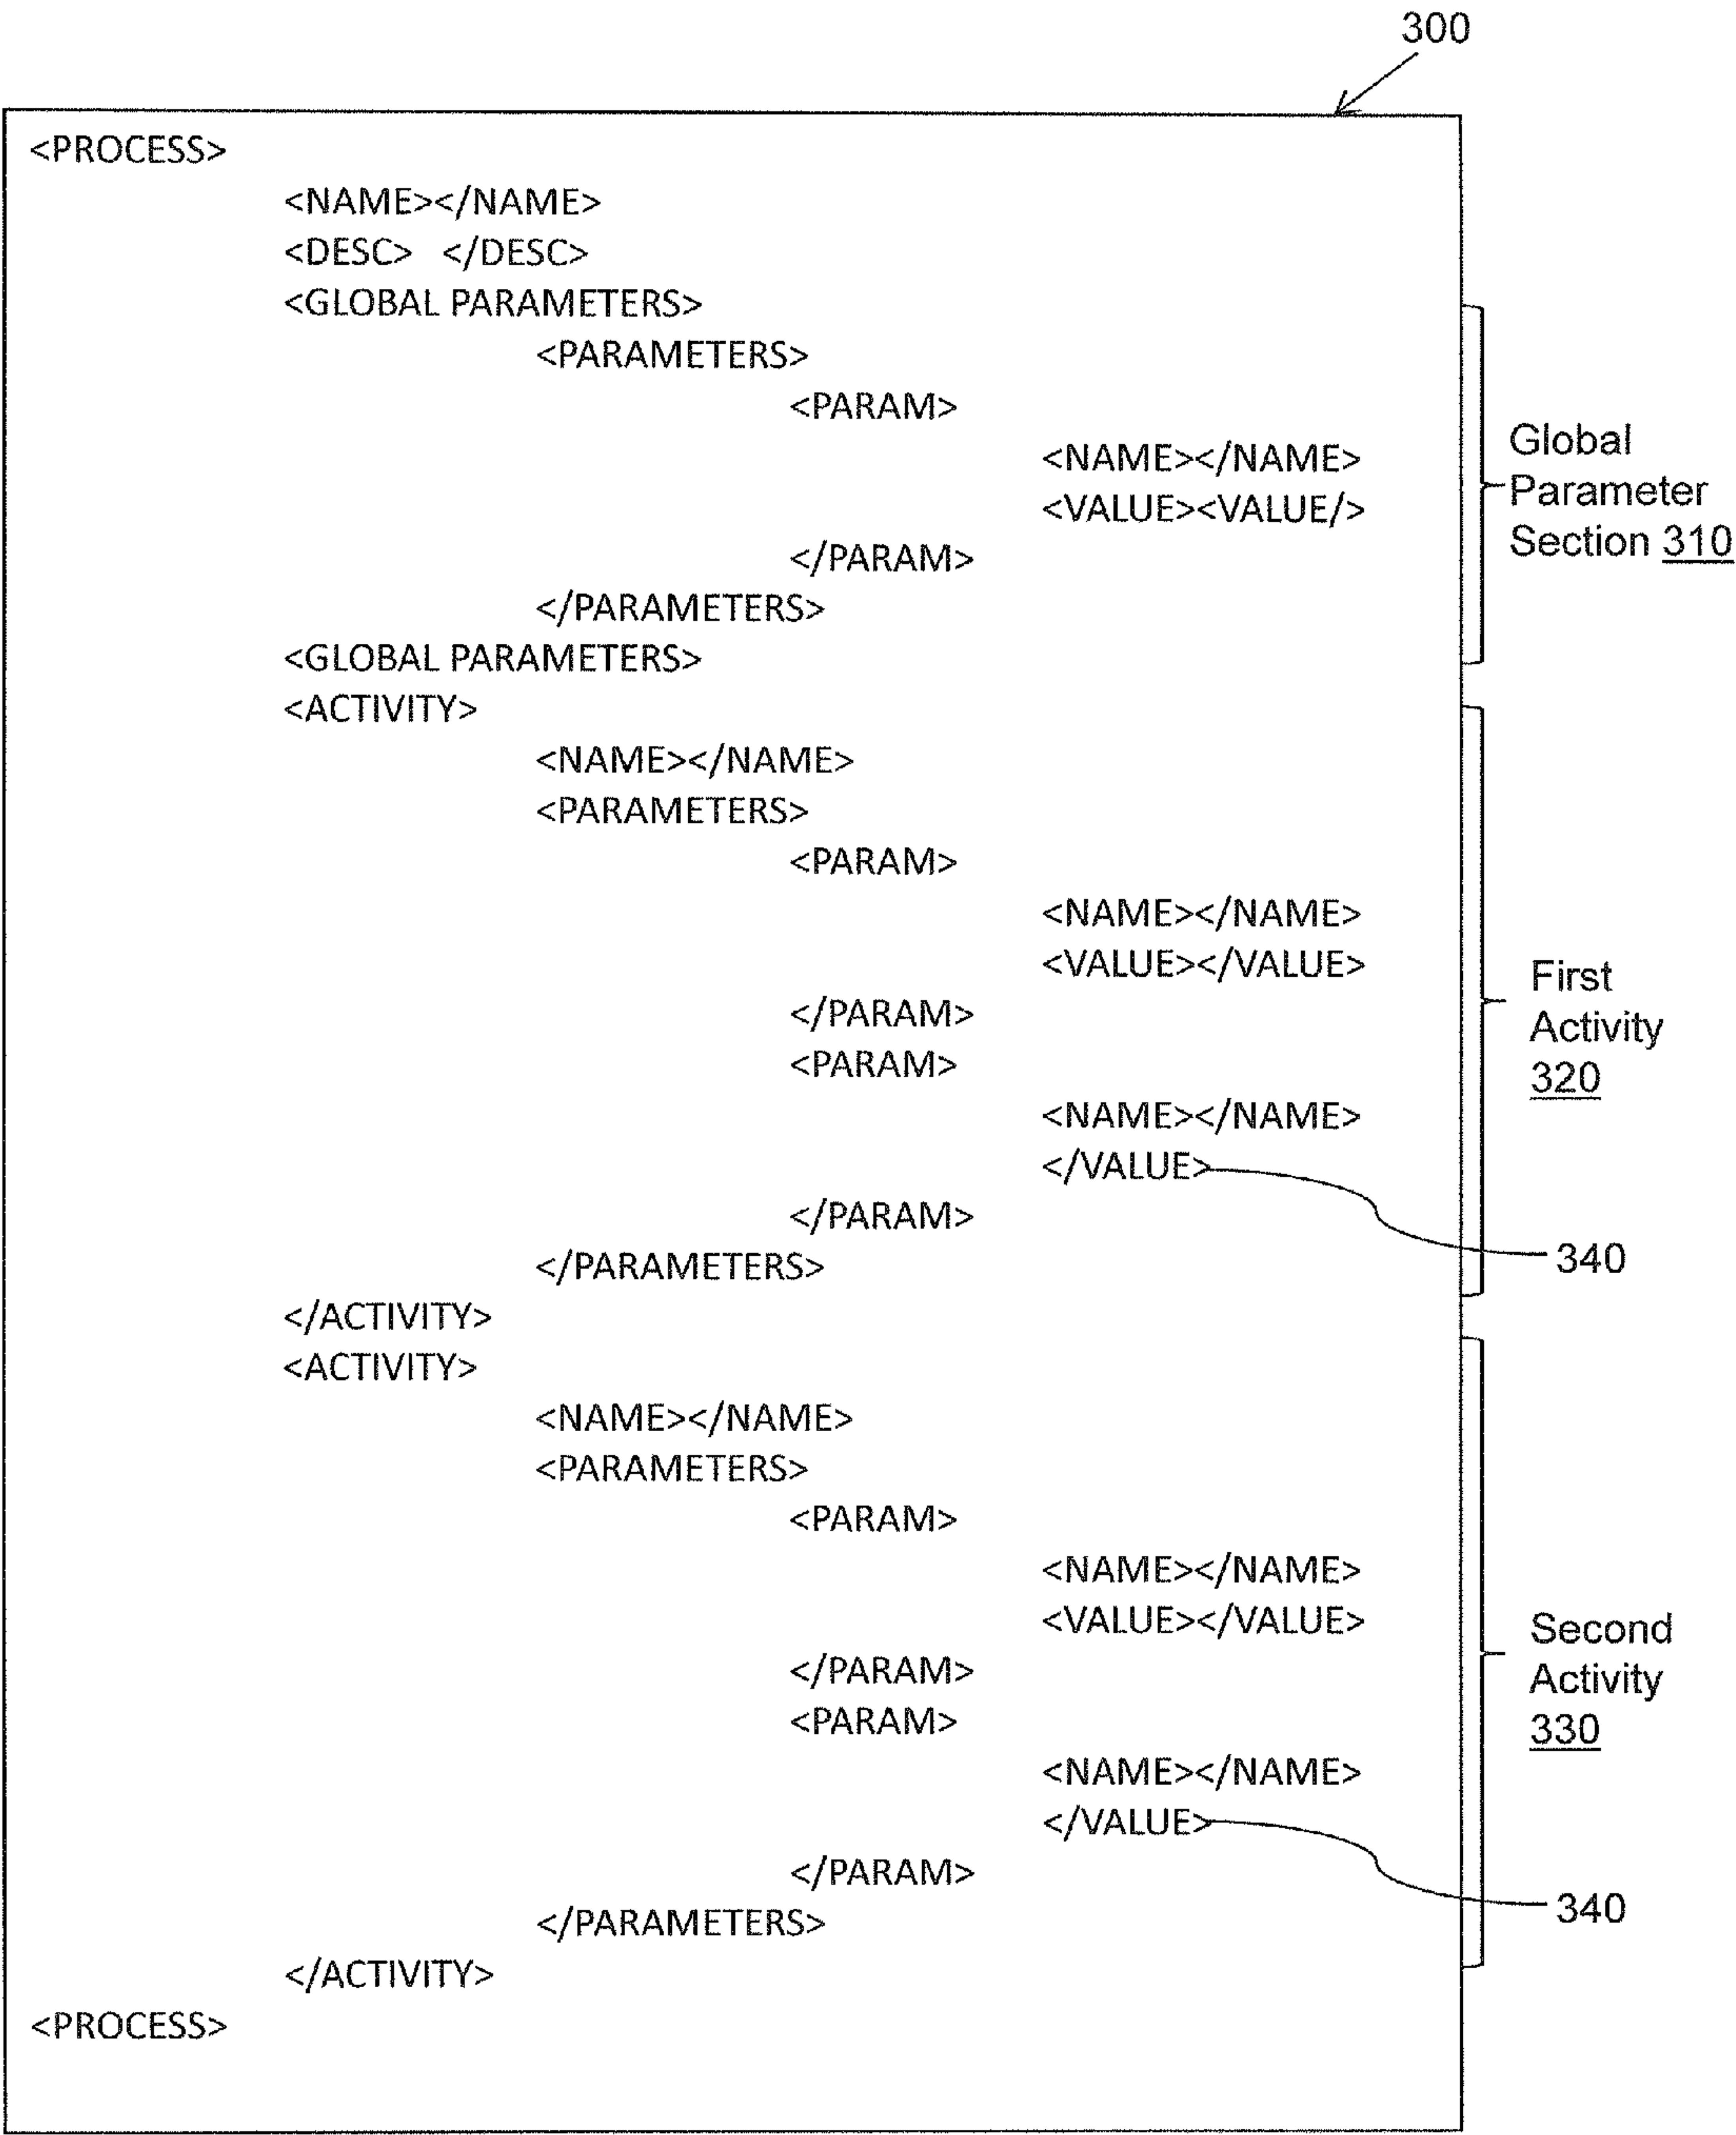 300
<PROCESS>
<NAME></NAME>
<DESC> </DESC>
<GLOBAL PARAMETERS>
<PARAMETERS>
<PARAM>
<NAME></NAME>
<VALUE><VALUE/>
</PARAM>
</PARAMETERS>
<GLOBAL PARAMETERS>
Global
Parameter
Section 310
<ACTIVITY>
<NAME></NAME>
<PARAMETERS>
<PARAM>
<NAME></NAME>
<VALUE></VALUE>
</PARAM>
<PARAM>
<NAME></NAME>
</VALUE>
340
</PARAM>
</PARAMETERS>
</ACTIVITY>
First
Activity
320
<ACTIVITY>
<NAME></NAME>
<PARAMETERS>
<PARAM>
<NAME></NAME>
<VALUE></VALUE>
</PARAM>
<PARAM>
<NAME></NAME>
</VALUE>
340
</PARAM>
</PARAMETERS>
</ACTIVITY>
Second
Activity
330
<PROCESS>